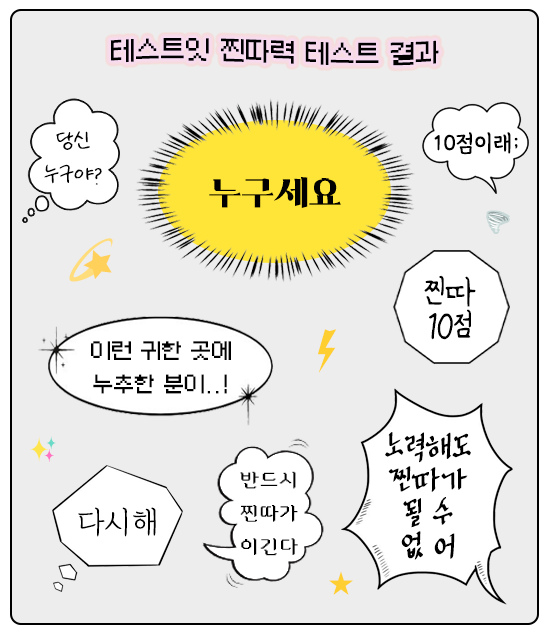 테스트잇 찐따력 테스트 결과
당신
누구야?
누구세요
10점이래;
찐따
10점
이런 귀한 곳에
누추한 분이..!
노력해도
찐따가
될 수
없어
다시해
반드시
찐따가
이긴다